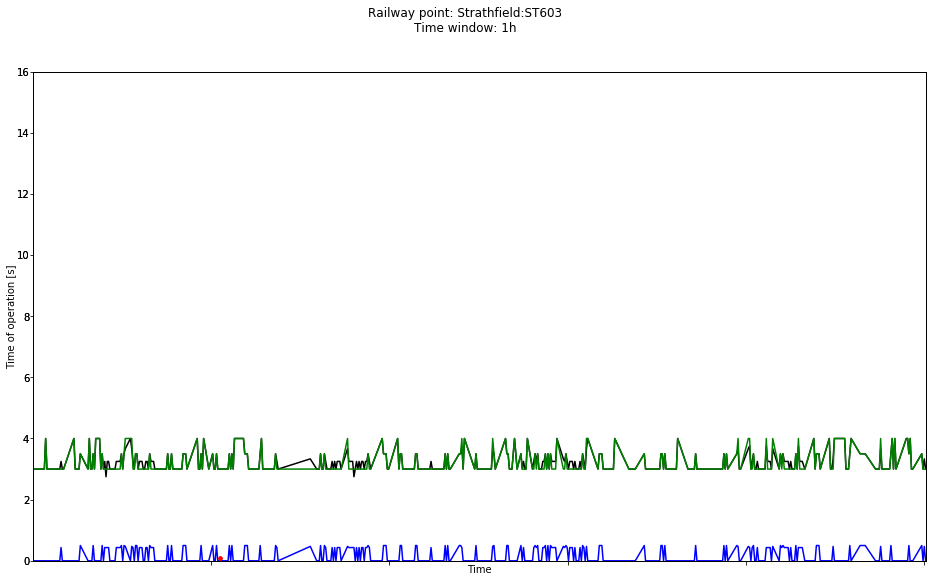 Railway point: Strathfield:ST603
Time window: 1h
16
14
12
10
8
6
4
2
0
Time of operation [s]
Time